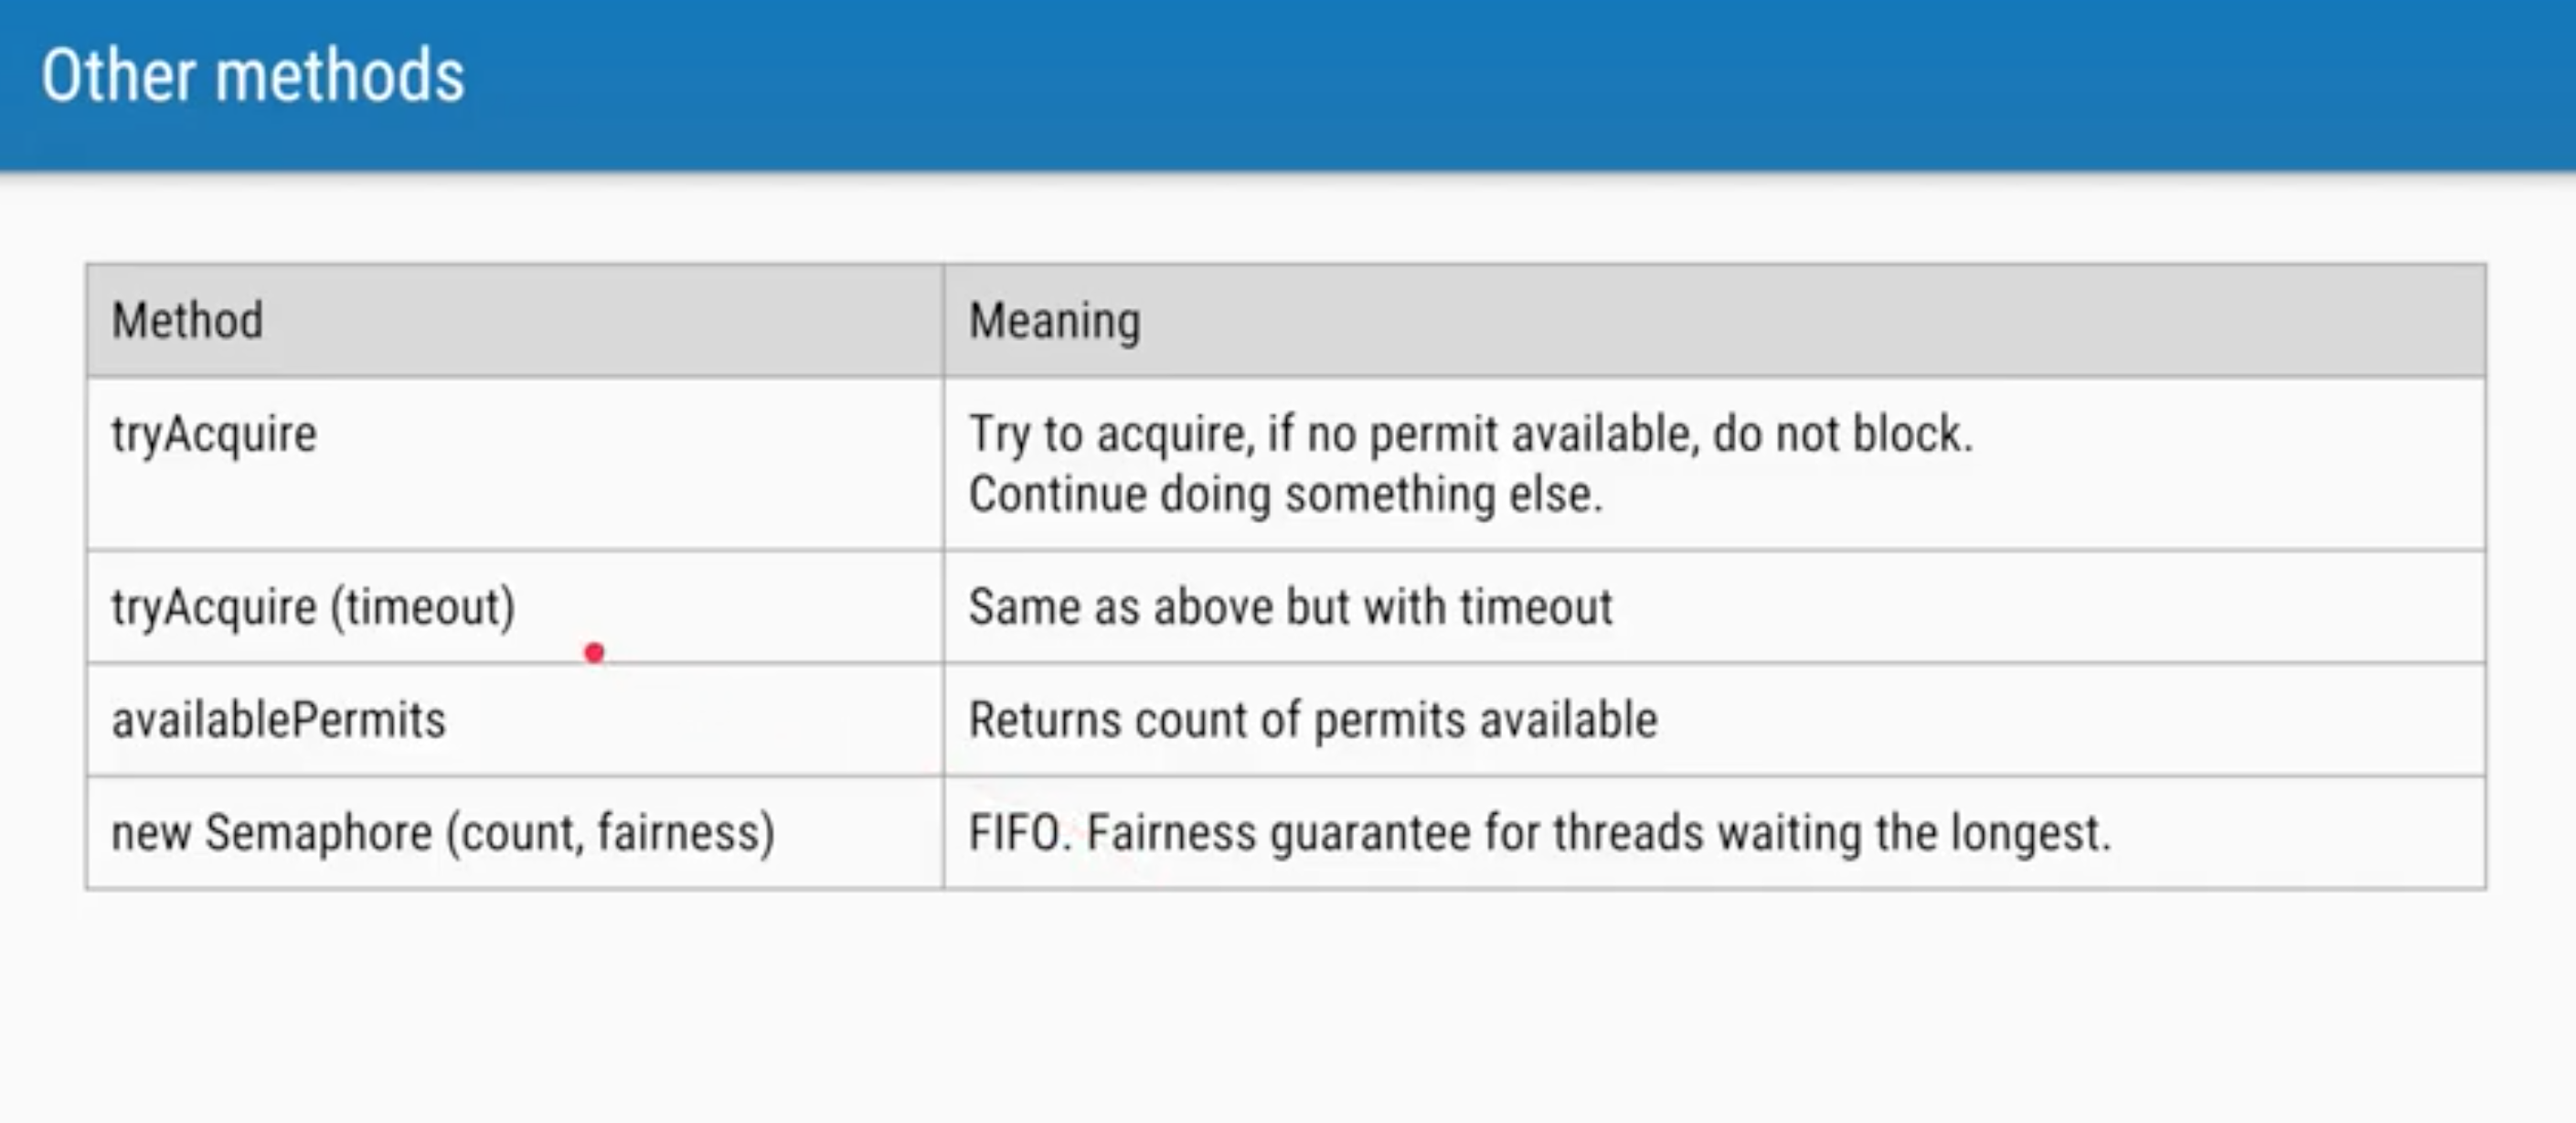 Other methods
Method
Meaning
tryAcquire
Try to acquire, if no permit available, do not block.
Continue doing something else.
tryAcquire (timeout)
Same as above but with timeout
availablePermits
Returns count of permits available
new Semaphore (count, fairness)
FIFO. Fairness guarantee for threads waiting the longest.